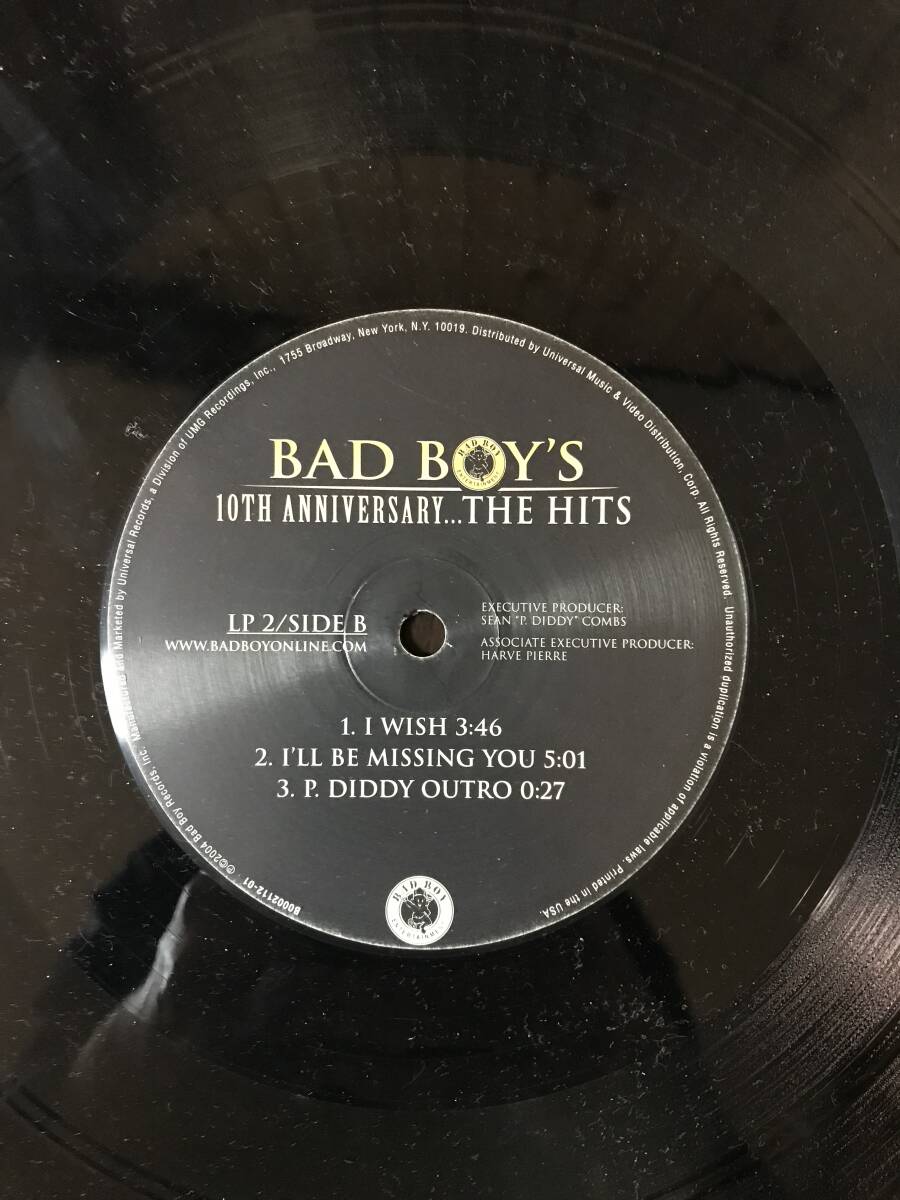 BAD BOY'S
BAD BOY
ENTERTAINMENT
10TH ANNIVERSARY...THE HITS
LP 2/SIDE B
WWW.BADBOYONLINE.COM
EXECUTIVE PRODUCER:
SEAN "P. DIDDY" COMBS
ASSOCIATE EXECUTIVE PRODUCER:
HARVE PIERRE
1. I WISH 3:46
2. I'LL BE MISSING YOU 5:01
3. P. DIDDY OUTRO 0:27
BAD BOY
ENTERTAINMENT
B0002112-01
℗©2004 Bad Boy Records, Inc. Manufactured and Marketed by Universal Records, a Division of UMG Recordings, Inc., 1755 Broadway, New York, N.Y. 10019. Distributed by Universal Music & Video Distribution, Corp. All Rights Reserved. Unauthorized duplication is a violation of applicable laws. Printed in the USA.